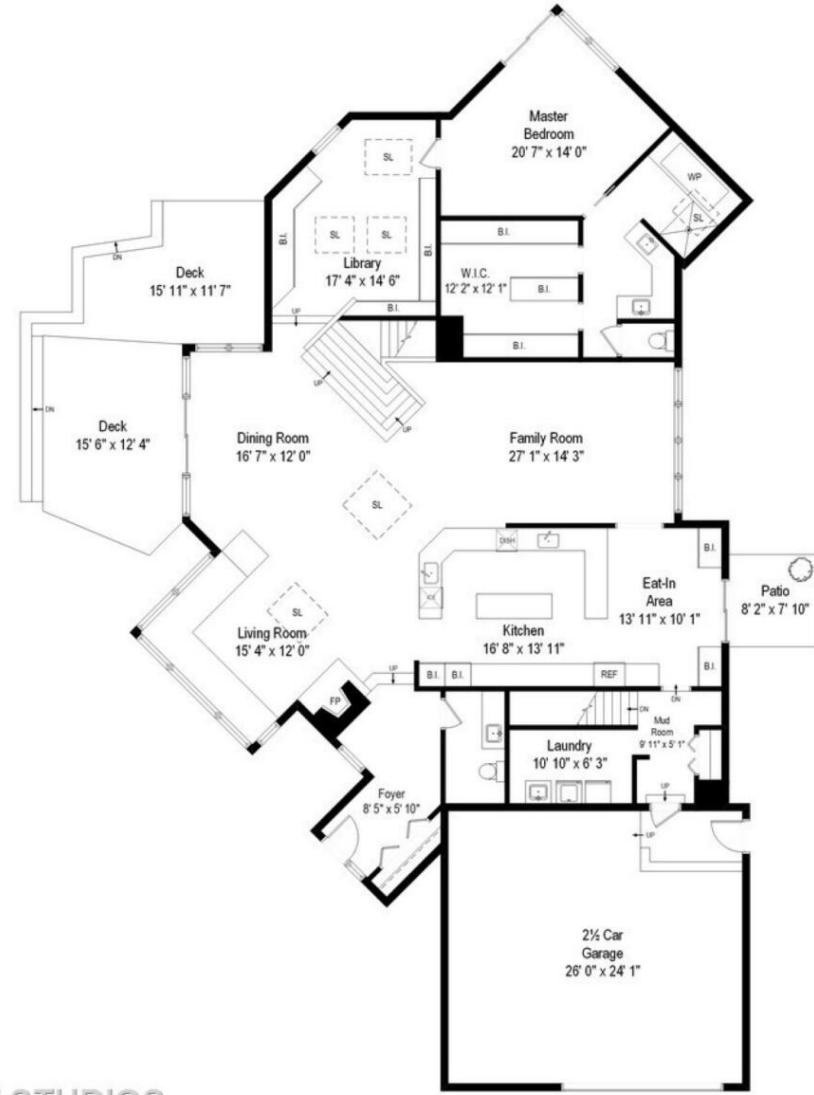 Master
Bedroom
20' 7" x 14' 0"
WP
SL
SL
SL
SL
B.I.
B.I.
B.I.
Library
17' 4" x 14' 6"
B.I.
W.I.C.
12' 2" x 12' 1"
B.I.
B.I.
DN
Deck
15' 11" x 11' 7"
UP
UP
UP
DN
Deck
15' 6" x 12' 4"
Dining Room
16' 7" x 12' 0"
Family Room
27' 1" x 14' 3"
SL
DISH
B.I.
Eat-In
Area
13' 11" x 10' 1"
Patio
8' 2" x 7' 10"
SL
Living Room
15' 4" x 12' 0"
Kitchen
16' 8" x 13' 11"
UP
B.I.
B.I.
REF
B.I.
FP
DN
DN
Mud
Room
9' 11" x 5' 1"
Laundry
10' 10" x 6' 3"
UP
Foyer
8' 5" x 5' 10"
UP
2½ Car
Garage
26' 0" x 24' 1"
STUDIOS